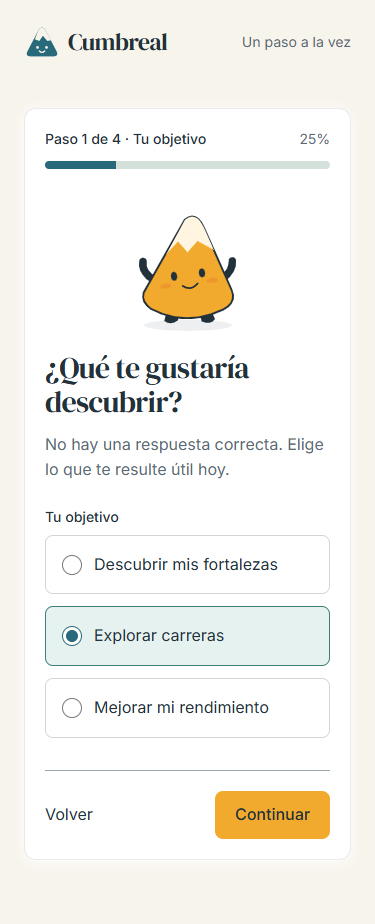 Cumbreal
Un paso a la vez
Paso 1 de 4 · Tu objetivo
25%
¿Qué te gustaría
descubrir?
No hay una respuesta correcta. Elige
lo que te resulte útil hoy.
Tu objetivo
Descubrir mis fortalezas
Explorar carreras
Mejorar mi rendimiento
Volver
Continuar